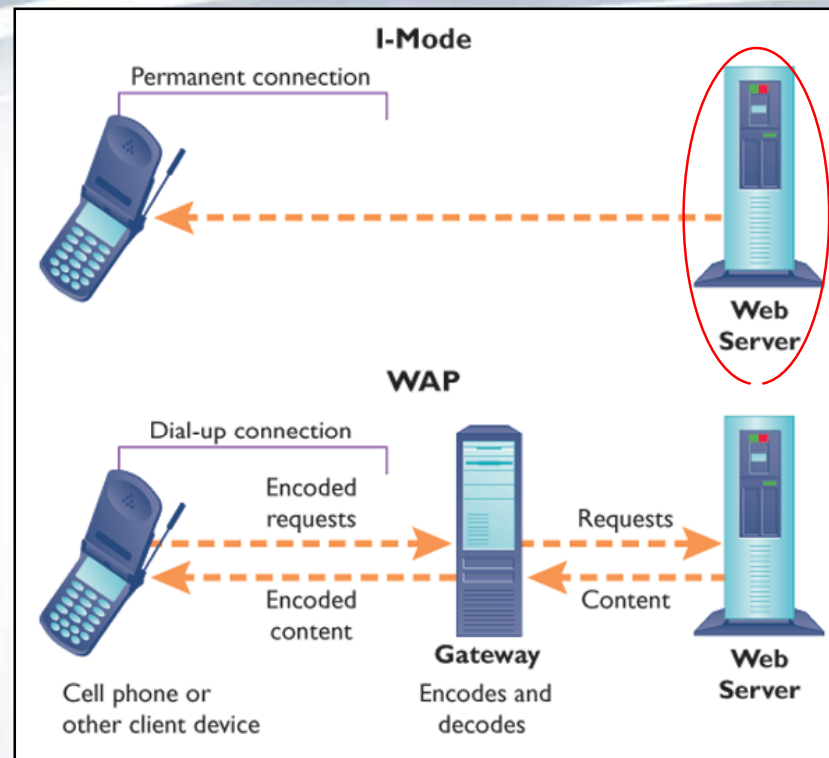 I-Mode
Permanent connection
Web
Server
WAP
Dial-up connection
Encoded
requests
Requests
Encoded
content
Content
Gateway
Web
Server
Cell phone or
other client device
Encodes and
decodes